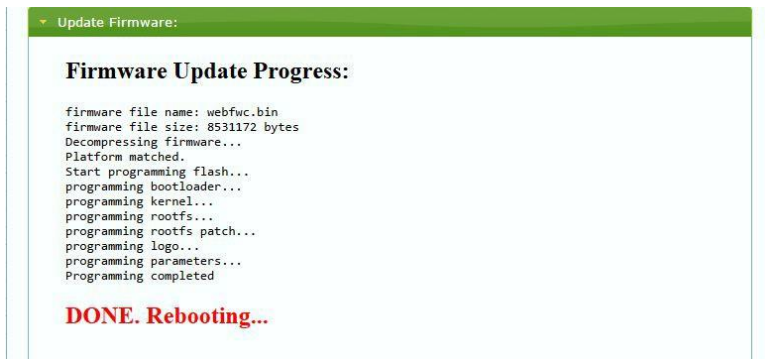 Update Firmware:
Firmware Update Progress:
firmware file name: webfwc.bin
firmware file size: 8531172 bytes
Decompressing firmware...
Platform matched.
Start programming flash...
programming bootloader...
programming kernel...
programming rootfs...
programming rootfs patch...
programming logo...
programming parameters...
Programming completed
DONE. Rebooting...